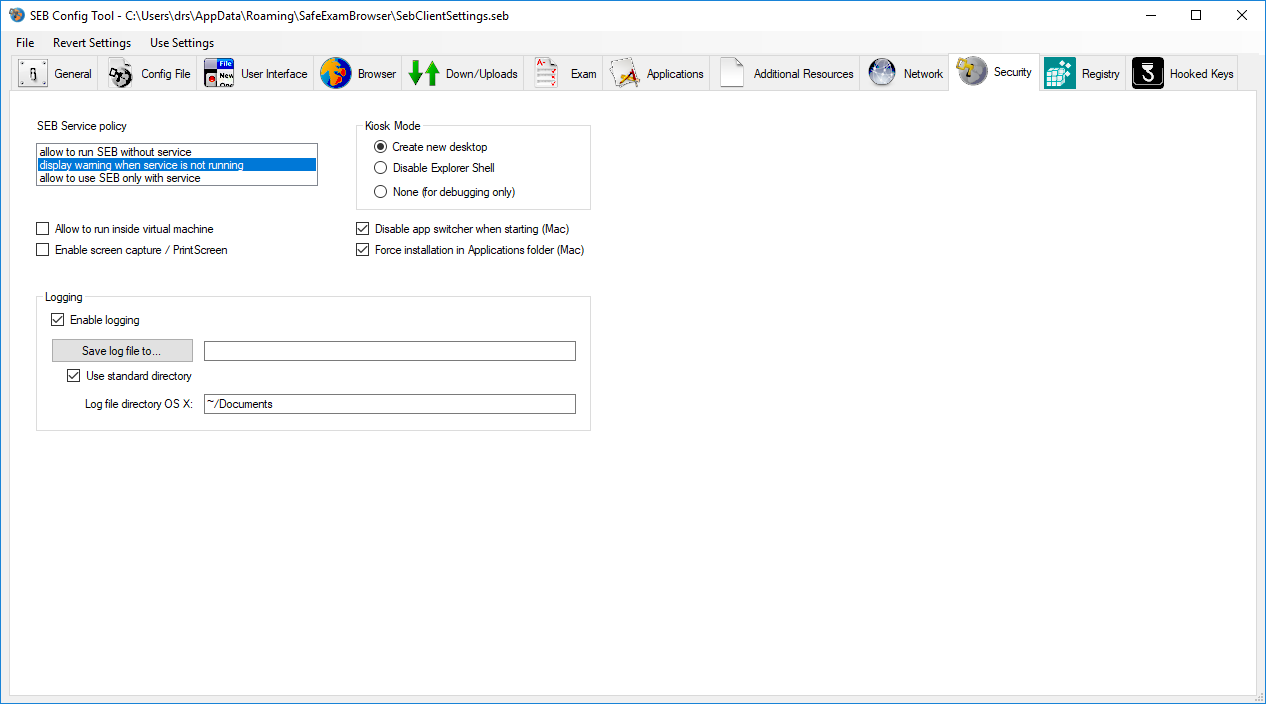 SEB Config Tool - C:\Users\drs\AppData\Roaming\SafeExamBrowser\SebClientSettings.seb
File Revert Settings Use Settings
General Config File User Interface Browser Down/Uploads Exam Applications Additional Resources Network Security Registry Hooked Keys
SEB Service policy
allow to run SEB without service
display warning when service is not running
allow to use SEB only with service
Kiosk Mode
Create new desktop
Disable Explorer Shell
None (for debugging only)
Allow to run inside virtual machine
Enable screen capture / PrintScreen
Disable app switcher when starting (Mac)
Force installation in Applications folder (Mac)
Logging
Enable logging
Save log file to...
Use standard directory
Log file directory OS X: ~/Documents